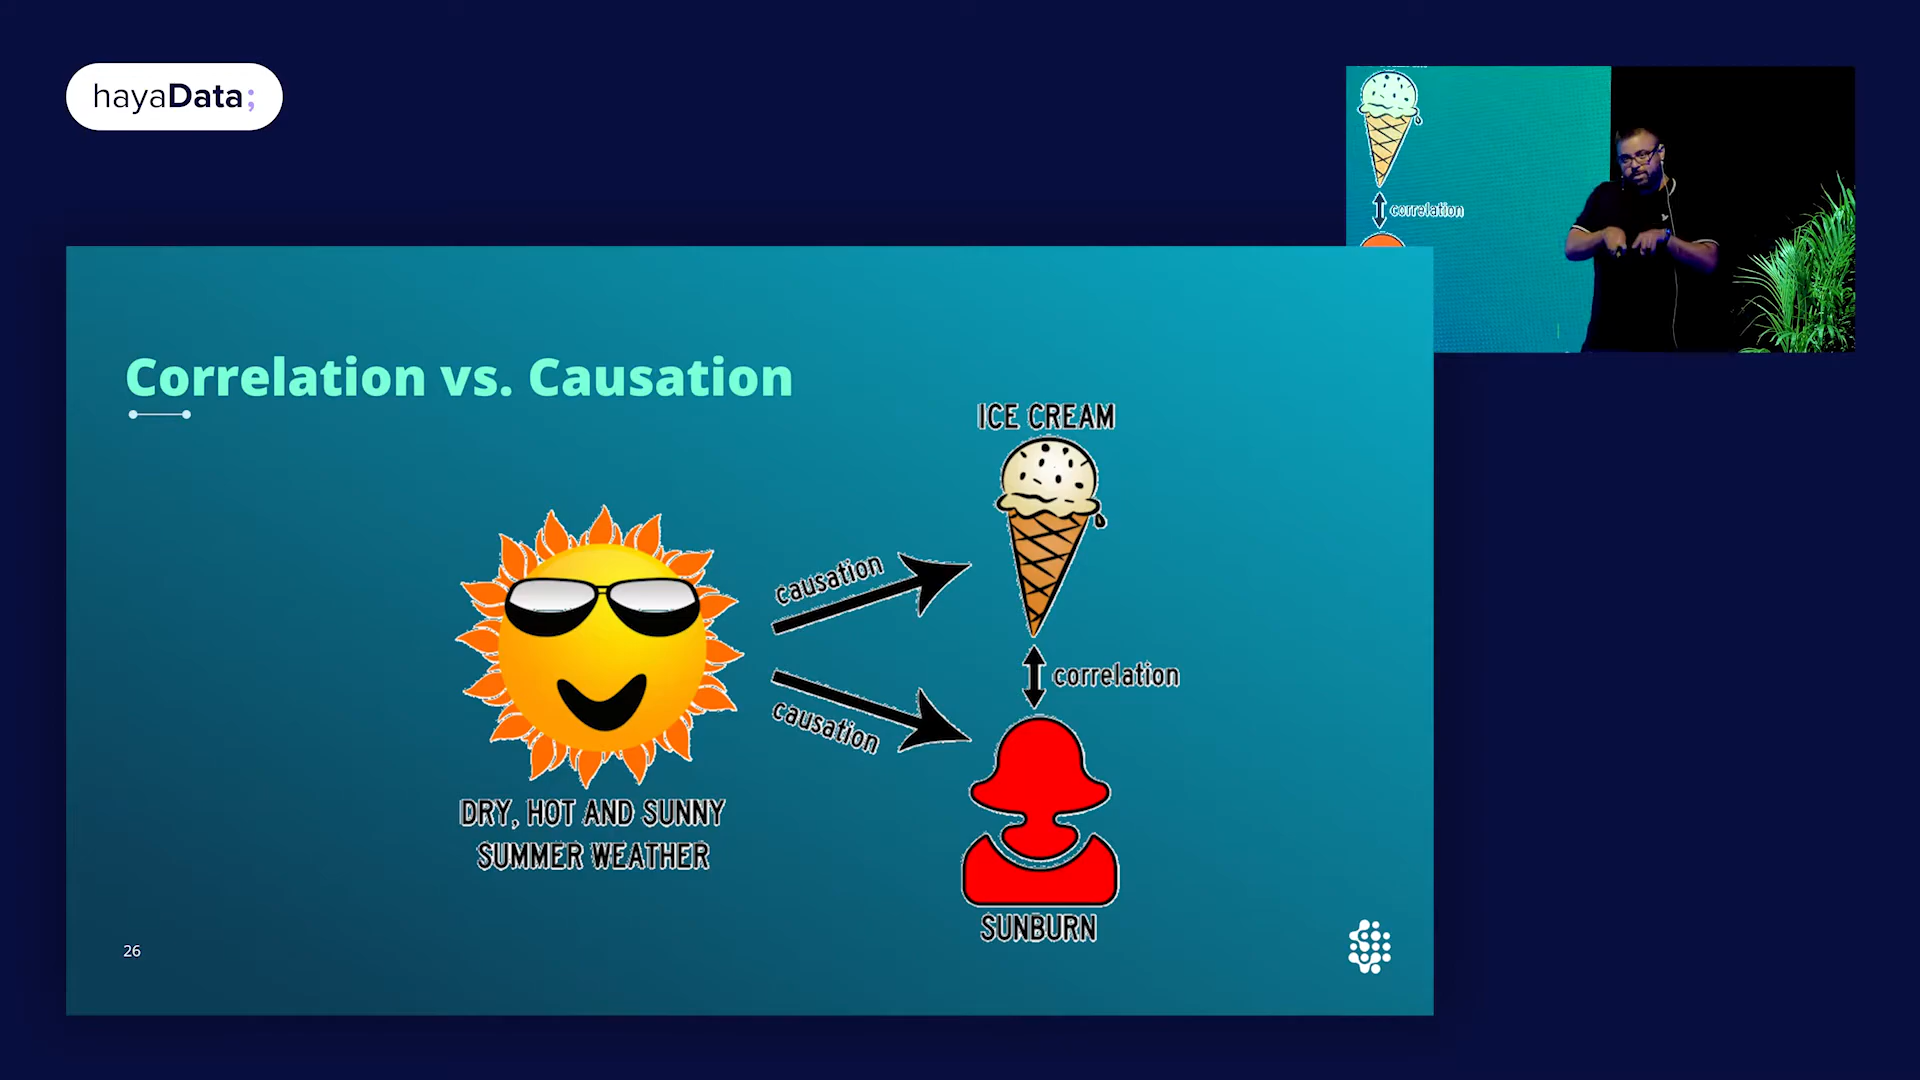 hayaData;
correlation
Correlation vs. Causation
ICE CREAM
causation
correlation
causation
DRY, HOT AND SUNNY
SUMMER WEATHER
SUNBURN
26